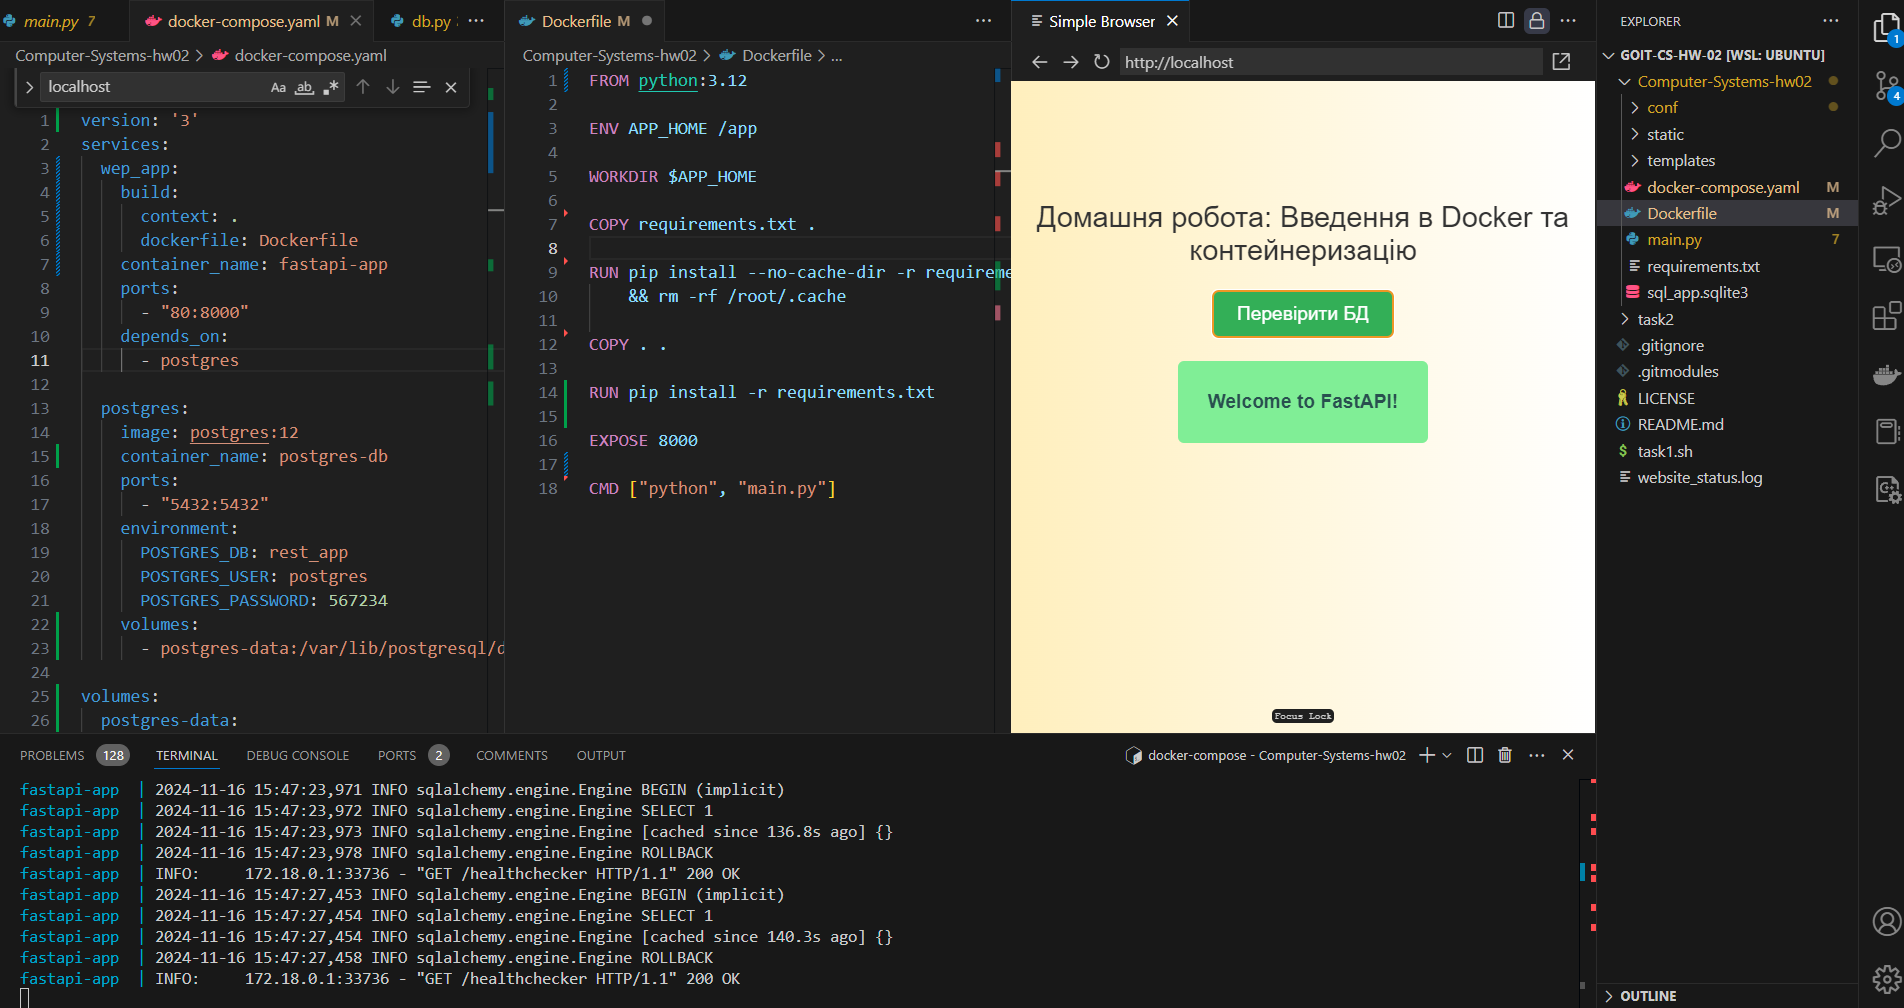 main.py 7
docker-compose.yaml M
db.py
Computer-Systems-hw02 > docker-compose.yaml
localhost
Aa ab .*
1 version: '3'
2 services:
3 wep_app:
4 build:
5 context: .
6 dockerfile: Dockerfile
7 container_name: fastapi-app
8 ports:
9 - "80:8000"
10 depends_on:
11 - postgres
12
13 postgres:
14 image: postgres:12
15 container_name: postgres-db
16 ports:
17 - "5432:5432"
18 environment:
19 POSTGRES_DB: rest_app
20 POSTGRES_USER: postgres
21 POSTGRES_PASSWORD: 567234
22 volumes:
23 - postgres-data:/var/lib/postgresql/d
24
25 volumes:
26 postgres-data:
Dockerfile M
Computer-Systems-hw02 > Dockerfile > ...
1 FROM python:3.12
2
3 ENV APP_HOME /app
4
5 WORKDIR $APP_HOME
6
7 COPY requirements.txt .
8
9 RUN pip install --no-cache-dir -r requireme
10 && rm -rf /root/.cache
11
12 COPY . .
13
14 RUN pip install -r requirements.txt
15
16 EXPOSE 8000
17
18 CMD ["python", "main.py"]
Simple Browser
http://localhost
Домашня робота: Введення в Docker та
контейнеризацію
Перевірити БД
Welcome to FastAPI!
Focus Lock
EXPLORER
GOIT-CS-HW-02 [WSL: UBUNTU]
Computer-Systems-hw02
conf
static
templates
docker-compose.yaml M
Dockerfile M
main.py 7
requirements.txt
sql_app.sqlite3
task2
.gitignore
.gitmodules
LICENSE
README.md
task1.sh
website_status.log
OUTLINE
1
4
PROBLEMS 128 TERMINAL DEBUG CONSOLE PORTS 2 COMMENTS OUTPUT
docker-compose - Computer-Systems-hw02
fastapi-app | 2024-11-16 15:47:23,971 INFO sqlalchemy.engine.Engine BEGIN (implicit)
fastapi-app | 2024-11-16 15:47:23,972 INFO sqlalchemy.engine.Engine SELECT 1
fastapi-app | 2024-11-16 15:47:23,973 INFO sqlalchemy.engine.Engine [cached since 136.8s ago] {}
fastapi-app | 2024-11-16 15:47:23,978 INFO sqlalchemy.engine.Engine ROLLBACK
fastapi-app | INFO: 172.18.0.1:33736 - "GET /healthchecker HTTP/1.1" 200 OK
fastapi-app | 2024-11-16 15:47:27,453 INFO sqlalchemy.engine.Engine BEGIN (implicit)
fastapi-app | 2024-11-16 15:47:27,454 INFO sqlalchemy.engine.Engine SELECT 1
fastapi-app | 2024-11-16 15:47:27,454 INFO sqlalchemy.engine.Engine [cached since 140.3s ago] {}
fastapi-app | 2024-11-16 15:47:27,458 INFO sqlalchemy.engine.Engine ROLLBACK
fastapi-app | INFO: 172.18.0.1:33736 - "GET /healthchecker HTTP/1.1" 200 OK